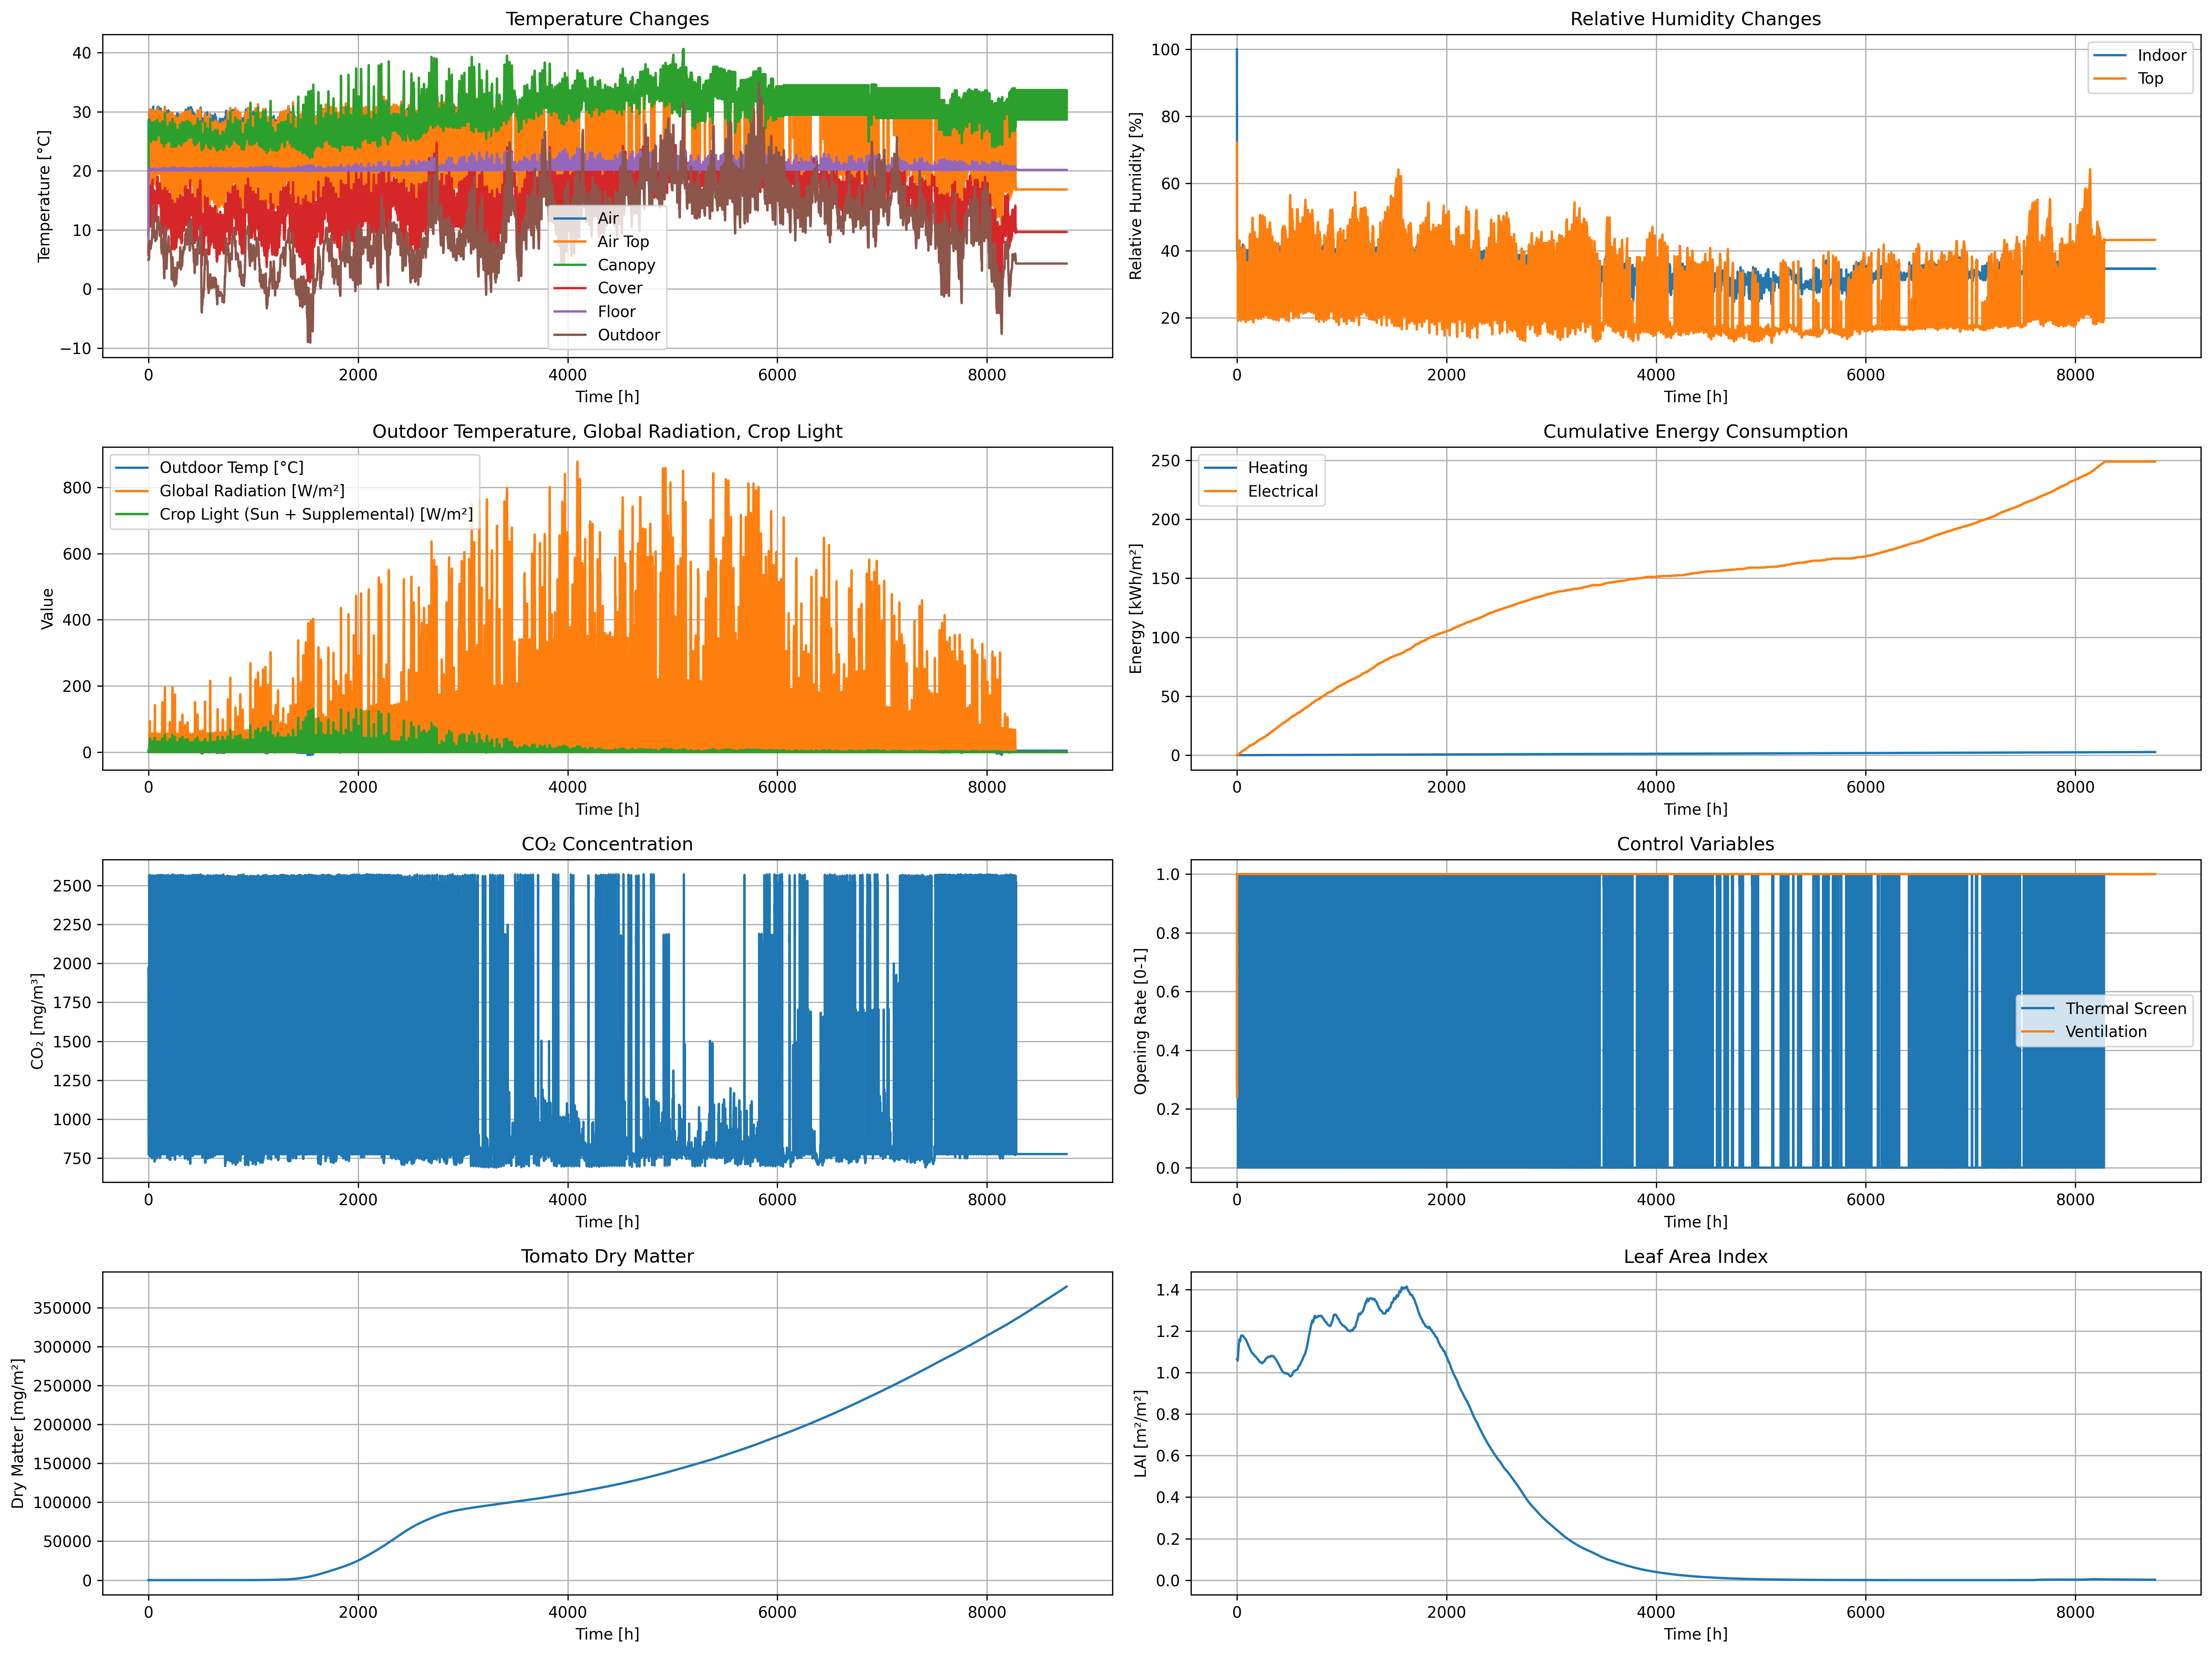 Temperature Changes
Temperature [°C]
40
30
20
10
0
−10
Air
Air Top
Canopy
Cover
Floor
Outdoor
0 2000 4000 6000 8000
Time [h]
Relative Humidity Changes
Relative Humidity [%]
100
80
60
40
20
Indoor
Top
0 2000 4000 6000 8000
Time [h]
Outdoor Temperature, Global Radiation, Crop Light
Value
800
600
400
200
0
Outdoor Temp [°C]
Global Radiation [W/m²]
Crop Light (Sun + Supplemental) [W/m²]
0 2000 4000 6000 8000
Time [h]
Cumulative Energy Consumption
Energy [kWh/m²]
250
200
150
100
50
0
Heating
Electrical
0 2000 4000 6000 8000
Time [h]
CO₂ Concentration
CO₂ [mg/m³]
2500
2250
2000
1750
1500
1250
1000
750
0 2000 4000 6000 8000
Time [h]
Control Variables
Opening Rate [0-1]
1.0
0.8
0.6
0.4
0.2
0.0
Thermal Screen
Ventilation
0 2000 4000 6000 8000
Time [h]
Tomato Dry Matter
Dry Matter [mg/m²]
350000
300000
250000
200000
150000
100000
50000
0
0 2000 4000 6000 8000
Time [h]
Leaf Area Index
LAI [m²/m²]
1.4
1.2
1.0
0.8
0.6
0.4
0.2
0.0
0 2000 4000 6000 8000
Time [h]